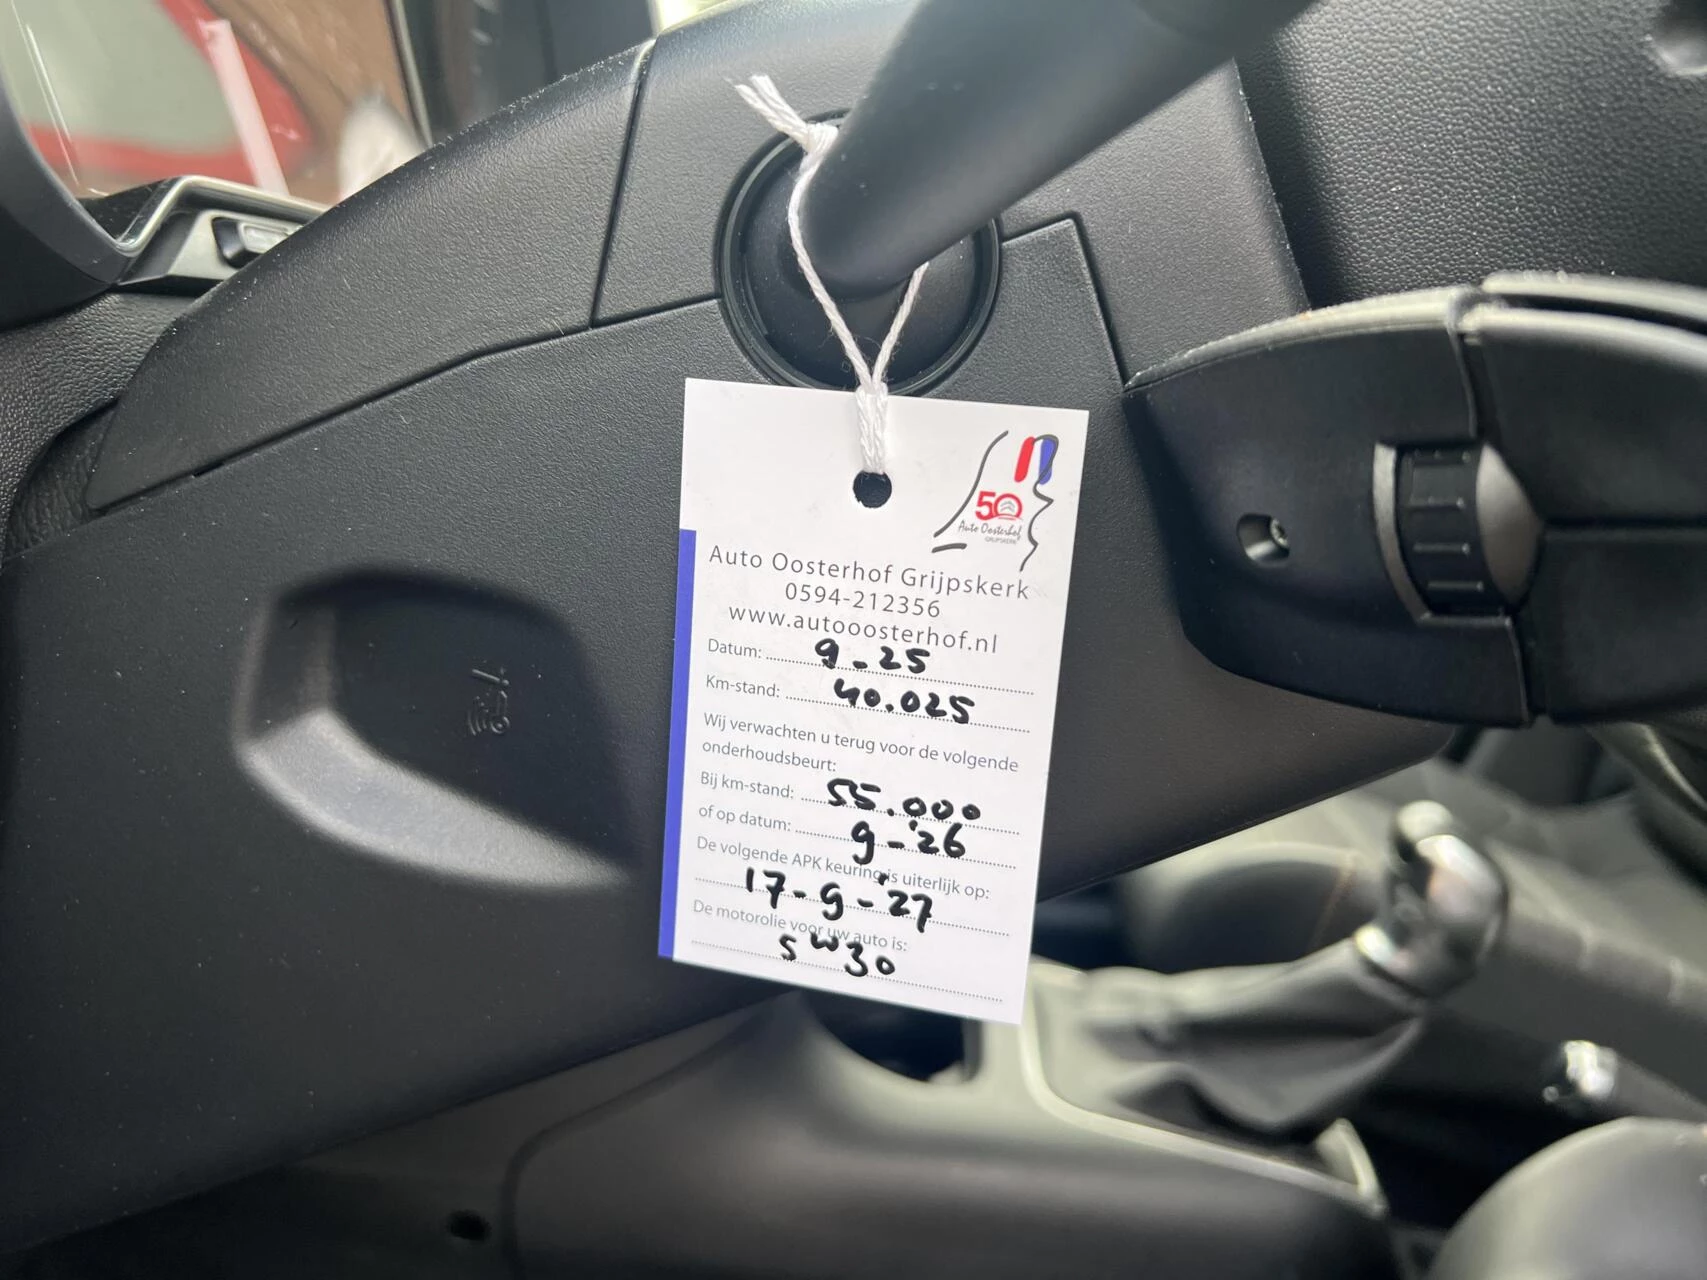 50
Auto Oosterhof
GRIJPSKERK
Auto Oosterhof Grijpskerk
0594-212356
www.autooosterhof.nl
Datum: 9-25
Km-stand: 40.025
Wij verwachten u terug voor de volgende
onderhoudsbeurt:
Bij km-stand: 55.000
of op datum: 9-'26
De volgende APK keuring is uiterlijk op:
17-9-'27
De motorolie voor uw auto is:
5w30